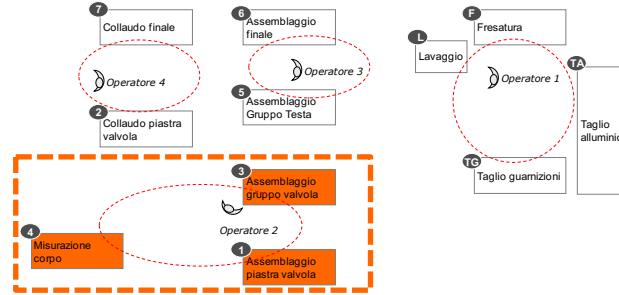 7
Collaudo finale
Operatore 4
2
Collaudo piastra
valvola
6
Assemblaggio
finale
Operatore 3
5
Assemblaggio
Gruppo Testa
F
Fresatura
L
Lavaggio
Operatore 1
TA
Taglio
alluminio
TG
Taglio guarnizioni
3
Assemblaggio
gruppo valvola
Operatore 2
4
Misurazione
corpo
1
Assemblaggio
piastra valvola